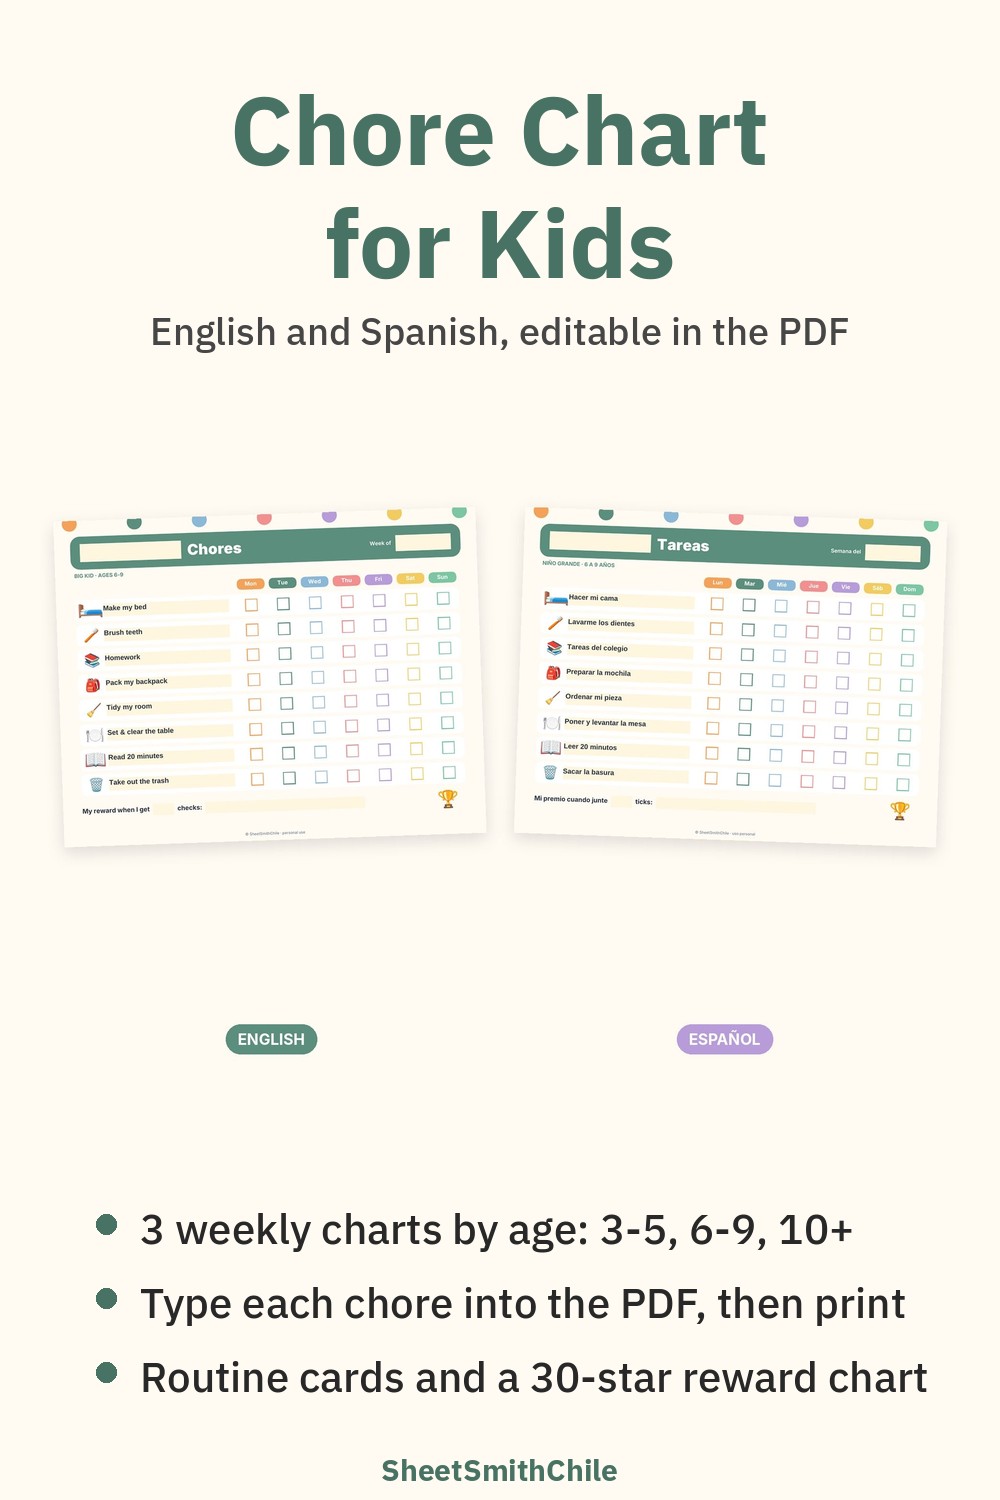 Chore Chart
for Kids
English and Spanish, editable in the PDF
Chores
Week of
BIG KID · AGES 6-9
Mon Tue Wed Thu Fri Sat Sun
Make my bed
Brush teeth
Homework
Pack my backpack
Tidy my room
Set & clear the table
Read 20 minutes
Take out the trash
My reward when I get checks:
© SheetSmithChile · personal use
Tareas
Semana del
NIÑO GRANDE · 6 A 9 AÑOS
Lun Mar Mié Jue Vie Sáb Dom
Hacer mi cama
Lavarme los dientes
Tareas del colegio
Preparar la mochila
Ordenar mi pieza
Poner y levantar la mesa
Leer 20 minutos
Sacar la basura
Mi premio cuando junte ticks:
© SheetSmithChile · uso personal
ENGLISH
ESPAÑOL
3 weekly charts by age: 3-5, 6-9, 10+
Type each chore into the PDF, then print
Routine cards and a 30-star reward chart
SheetSmithChile